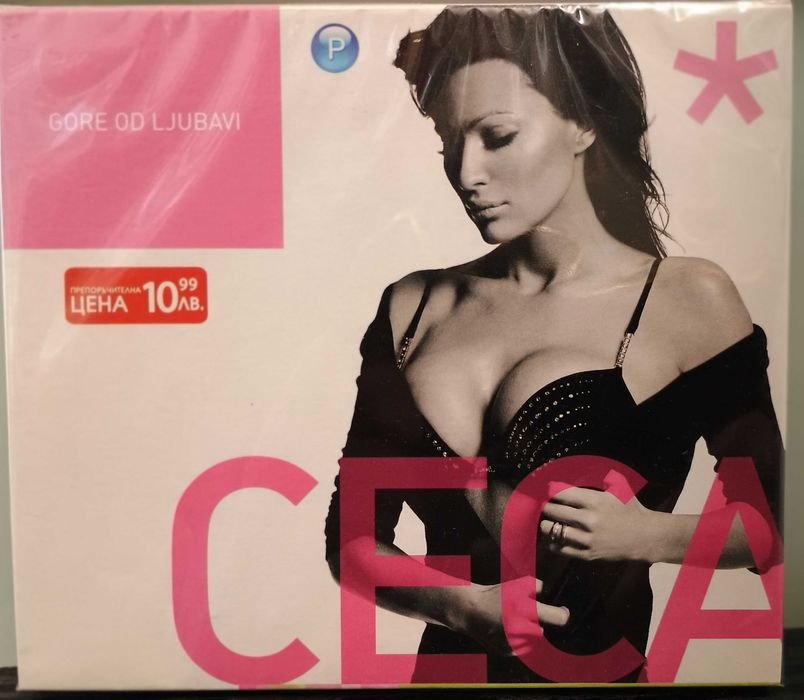 GORE OD LJUBAVI
P
*
ПРЕПОРЪЧИТЕЛНА
ЦЕНА 10 99 ЛВ.
CECA